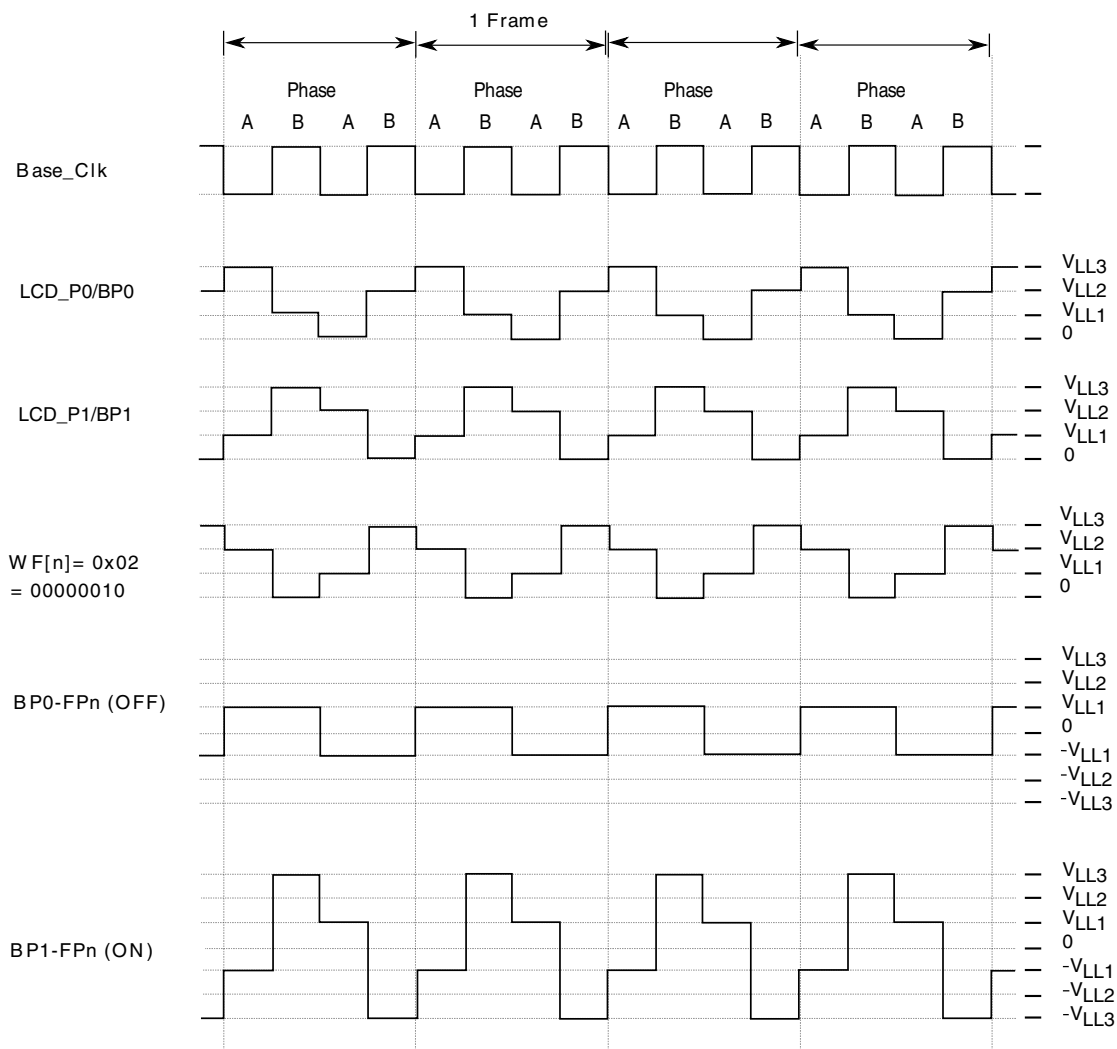 1 Frame
Phase Phase Phase Phase
A B A B A B A B A B A B A B A B
Base_Clk
LCD_P0/BP0
VLL3
VLL2
VLL1
0
LCD_P1/BP1
VLL3
VLL2
VLL1
0
WF[n]= 0x02
= 00000010
VLL3
VLL2
VLL1
0
BP0-FPn (OFF)
VLL3
VLL2
VLL1
0
-VLL1
-VLL2
-VLL3
BP1-FPn (ON)
VLL3
VLL2
VLL1
0
-VLL1
-VLL2
-VLL3